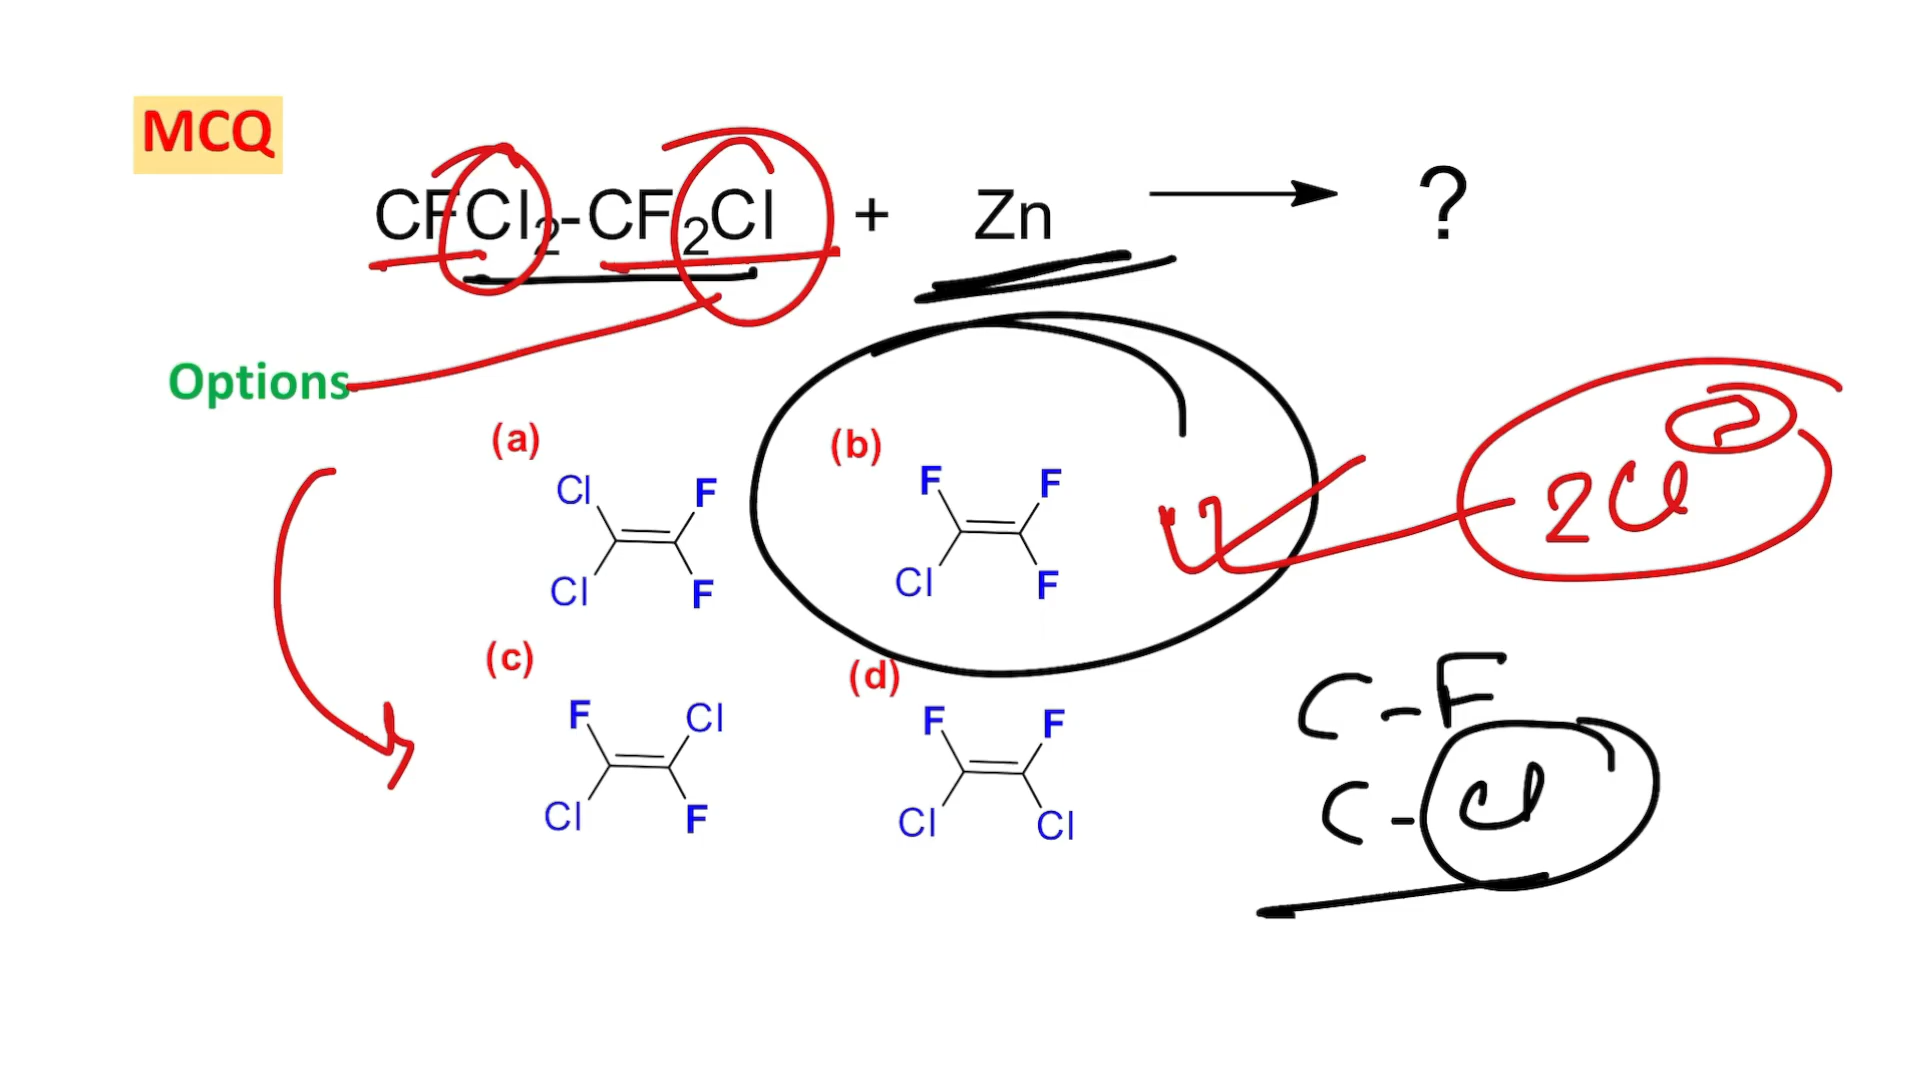 MCQ
CFCl₂-CF₂Cl + Zn ?
Options
(a) (b)
Cl F F F
Cl F Cl F
2Cl
(c) (d)
F Cl F F
Cl F Cl Cl
C-F
C-Cl